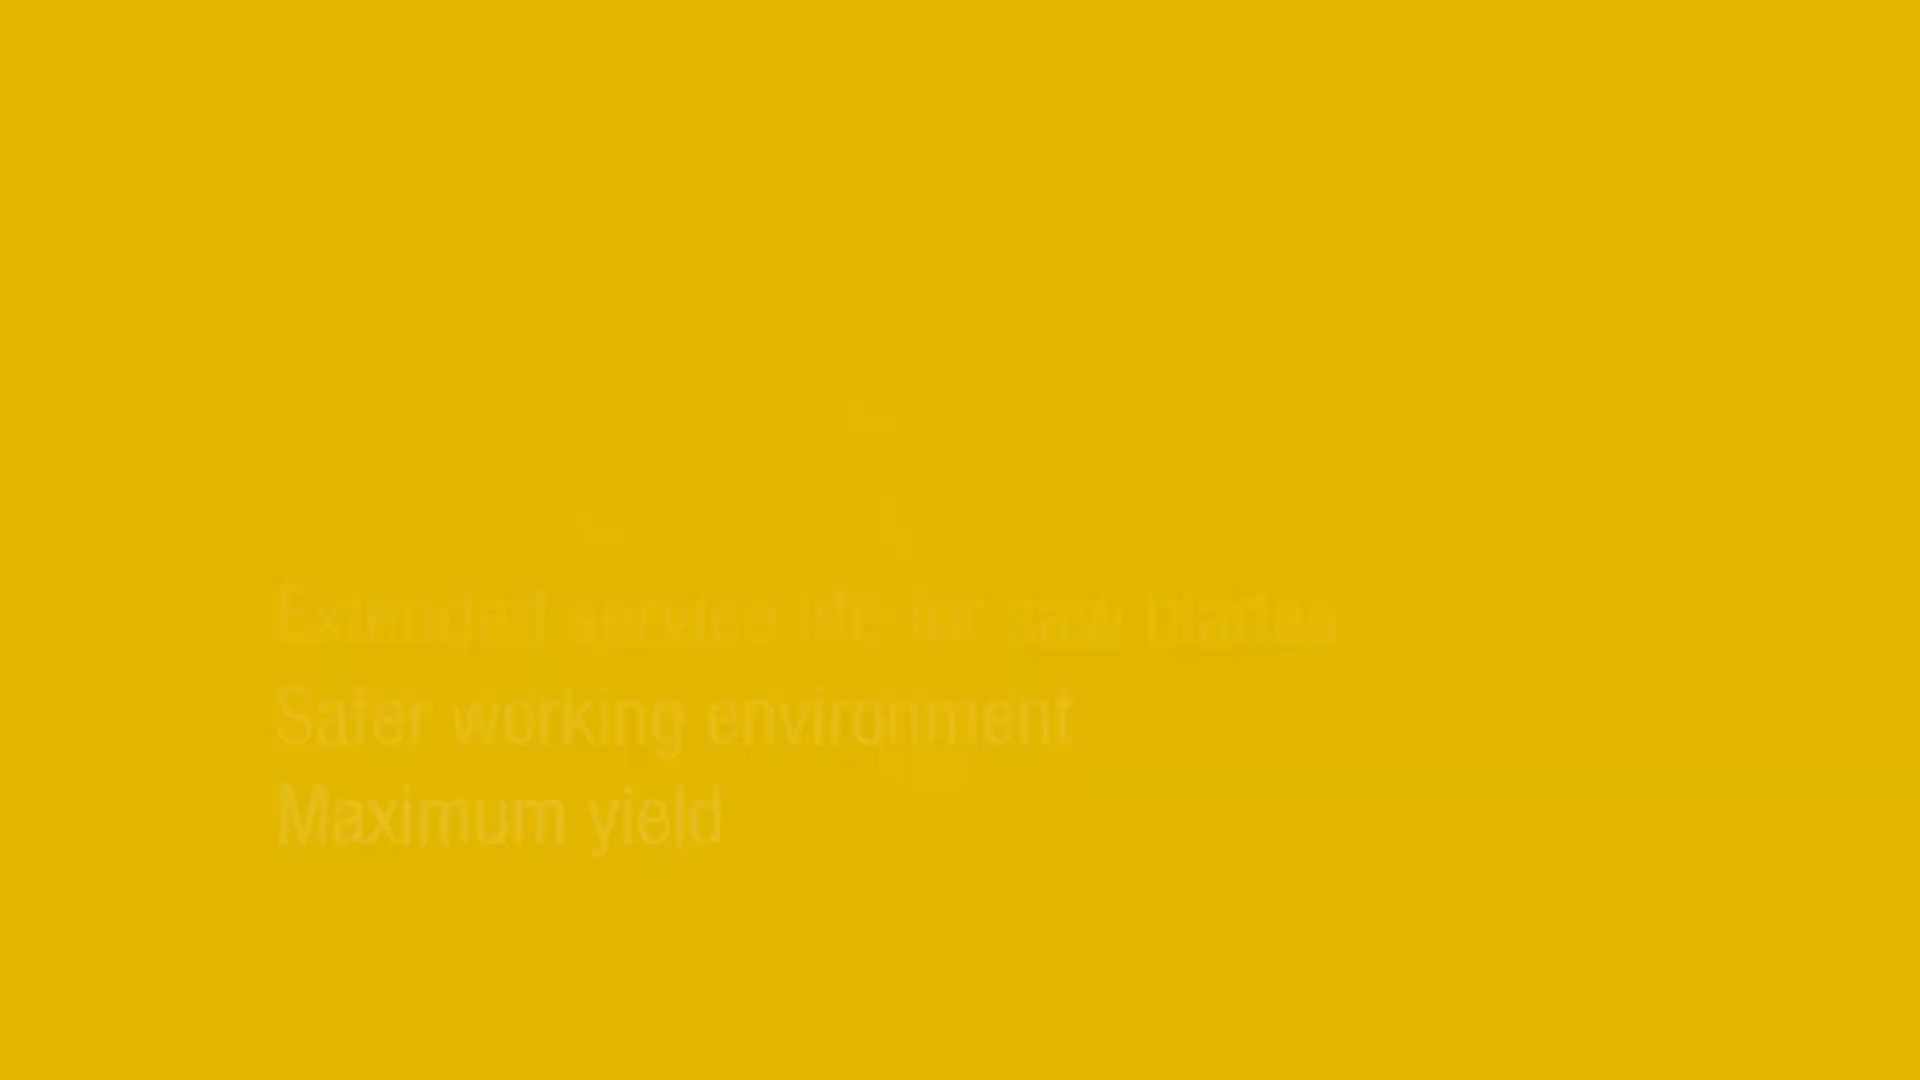 Extended service life for saw blades
Safer working environment
Maximum yield